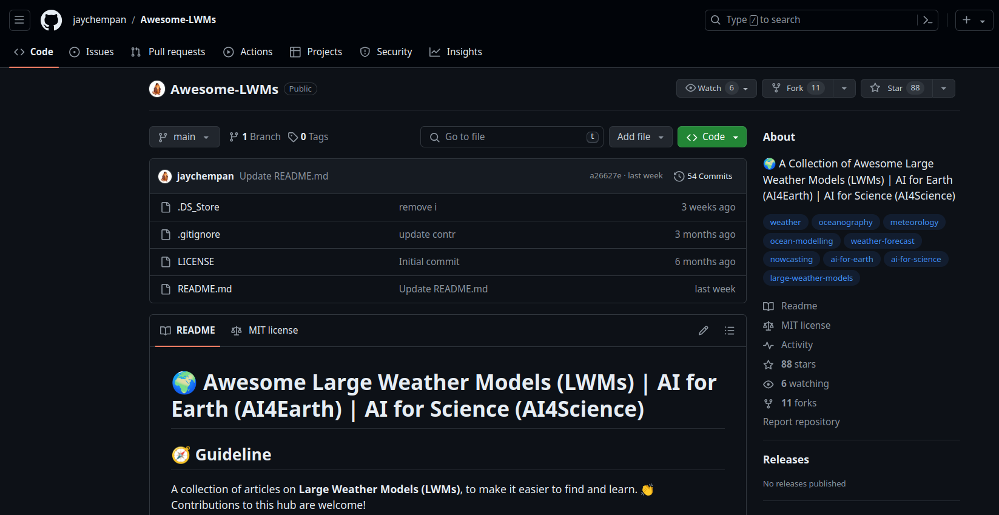 jaychempan / Awesome-LWMs
Type / to search
Code
Issues
Pull requests
Actions
Projects
Security
Insights
Awesome-LWMs Public
Watch 6
Fork 11
Star 88
main
1 Branch
0 Tags
Go to file t
Add file
Code
jaychempan Update README.md a26627e · last week 54 Commits
.DS_Store remove i 3 weeks ago
.gitignore update contr 3 months ago
LICENSE Initial commit 6 months ago
README.md Update README.md last week
README
MIT license
🌍 Awesome Large Weather Models (LWMs) | AI for
Earth (AI4Earth) | AI for Science (AI4Science)
🧭 Guideline
A collection of articles on Large Weather Models (LWMs), to make it easier to find and learn. 👏
Contributions to this hub are welcome!
About
🌍 A Collection of Awesome Large
Weather Models (LWMs) | AI for Earth
(AI4Earth) | AI for Science (AI4Science)
weather oceanography meteorology
ocean-modelling weather-forecast
nowcasting ai-for-earth ai-for-science
large-weather-models
Readme
MIT license
Activity
88 stars
6 watching
11 forks
Report repository
Releases
No releases published